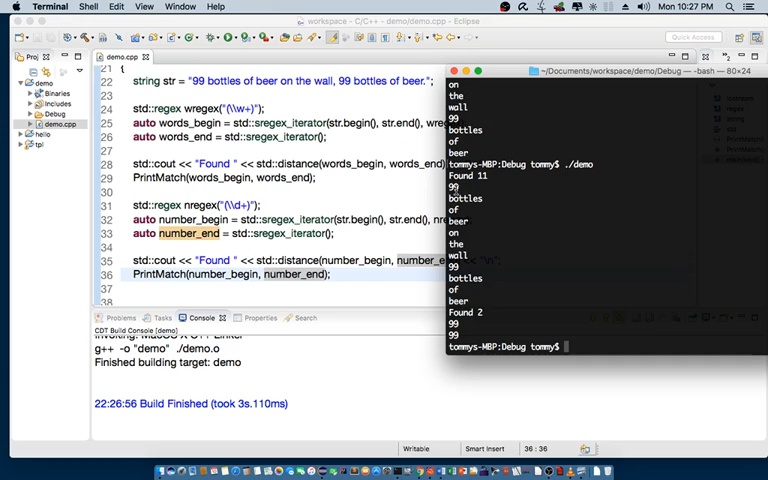 Terminal Shell Edit View Window Help
Mon 10:27 PM
workspace - C/C++ - demo/demo.cpp - Eclipse
Quick Access
Proj
demo.cpp
demo
Binaries
Includes
Debug
demo.cpp
hello
tpl
21 {
22 string str = "99 bottles of beer on the wall, 99 bottles of beer.";
23
24 std::regex wregex("(\\w+)");
25 auto words_begin = std::sregex_iterator(str.begin(), str.end(), wreg
26 auto words_end = std::sregex_iterator();
27
28 std::cout << "Found " << std::distance(words_begin, words_end)
29 PrintMatch(words_begin, words_end);
30
31 std::regex nregex("(\\d+)");
32 auto number_begin = std::sregex_iterator(str.begin(), str.end(), nre
33 auto number_end = std::sregex_iterator();
34
35 std::cout << "Found " << std::distance(number_begin, number_e
36 PrintMatch(number_begin, number_end);
37
38
~/Documents/workspace/demo/Debug — -bash — 80×24
on
the
wall
99
bottles
of
beer
tommys-MBP:Debug tommy$ ./demo
Found 11
99
bottles
of
beer
on
the
wall
99
bottles
of
beer
Found 2
99
99
tommys-MBP:Debug tommy$
Problems Tasks Console Properties Search
CDT Build Console [demo]
Invoking: MacOS X C++ Linker
g++ -o "demo" ./demo.o
Finished building target: demo
22:26:56 Build Finished (took 3s.110ms)
Writable Smart Insert 36 : 36